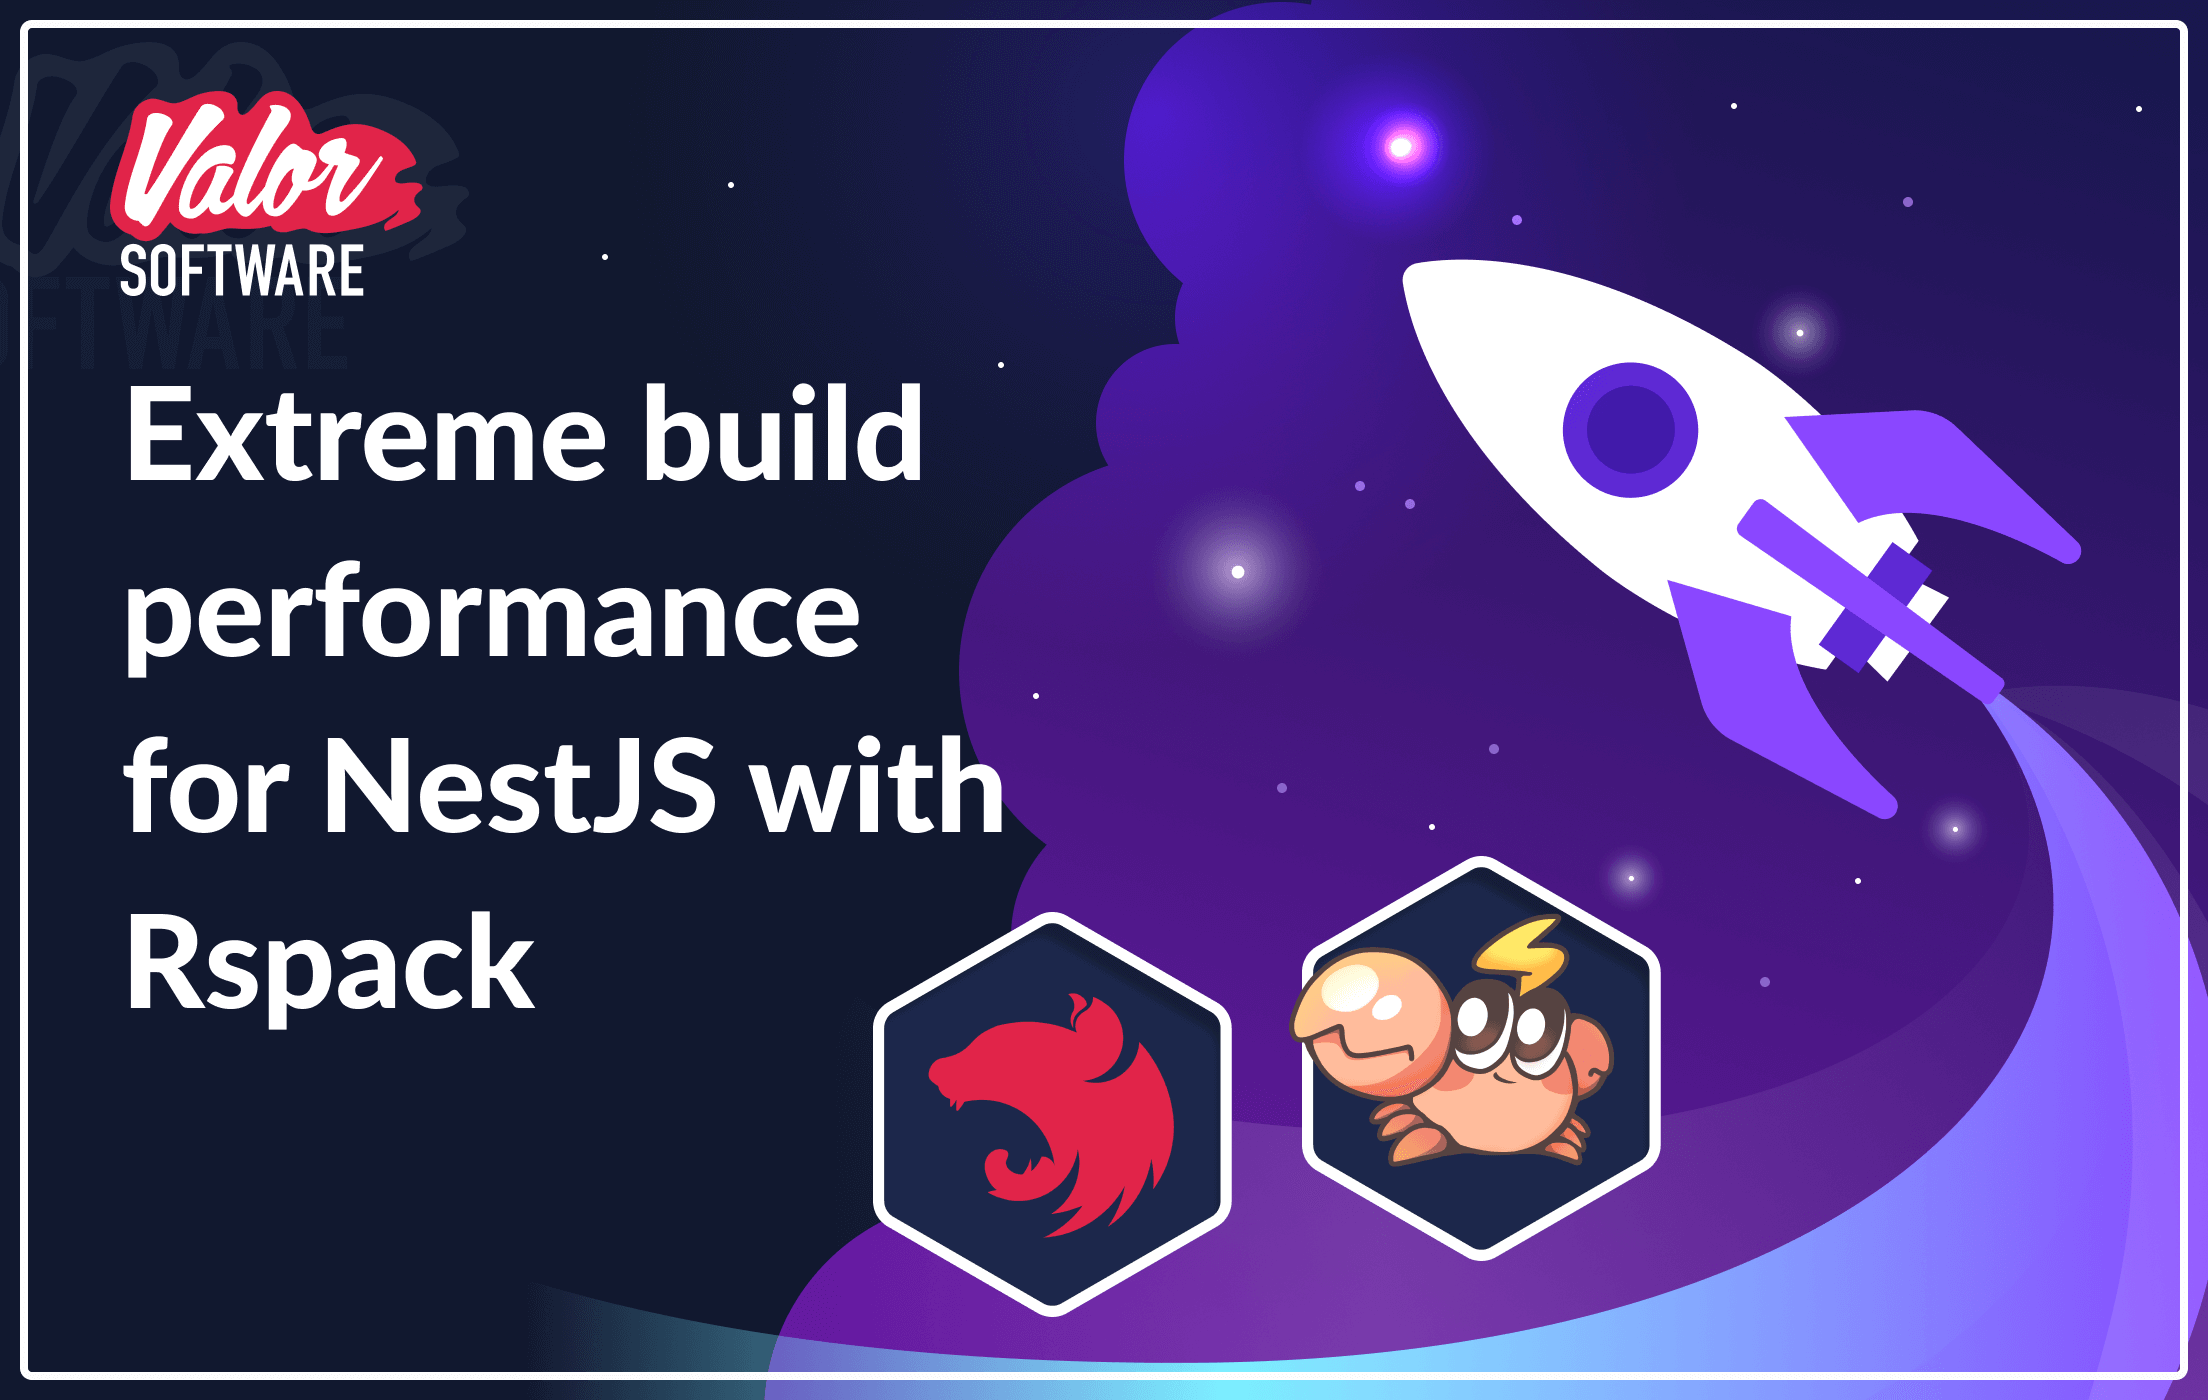 Valor
SOFTWARE
Extreme build
performance
for NestJS with
Rspack